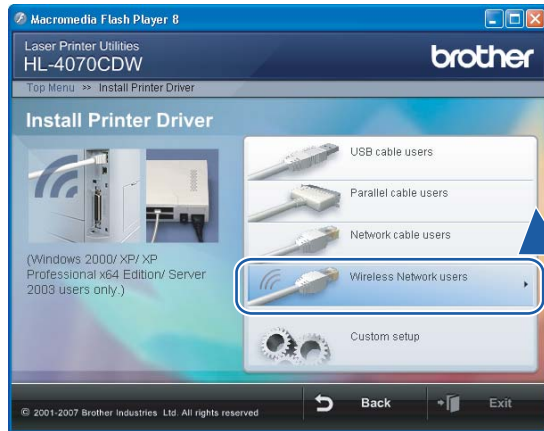 Macromedia Flash Player 8
Laser Printer Utilities
HL-4070CDW
brother
Top Menu >> Install Printer Driver
Install Printer Driver
USB cable users
Parallel cable users
Network cable users
(Windows 2000/ XP/ XP
Professional x64 Edition/ Server
2003 users only.)
Wireless Network users
Custom setup
© 2001-2007 Brother Industries Ltd. All rights reserved
Back
Exit